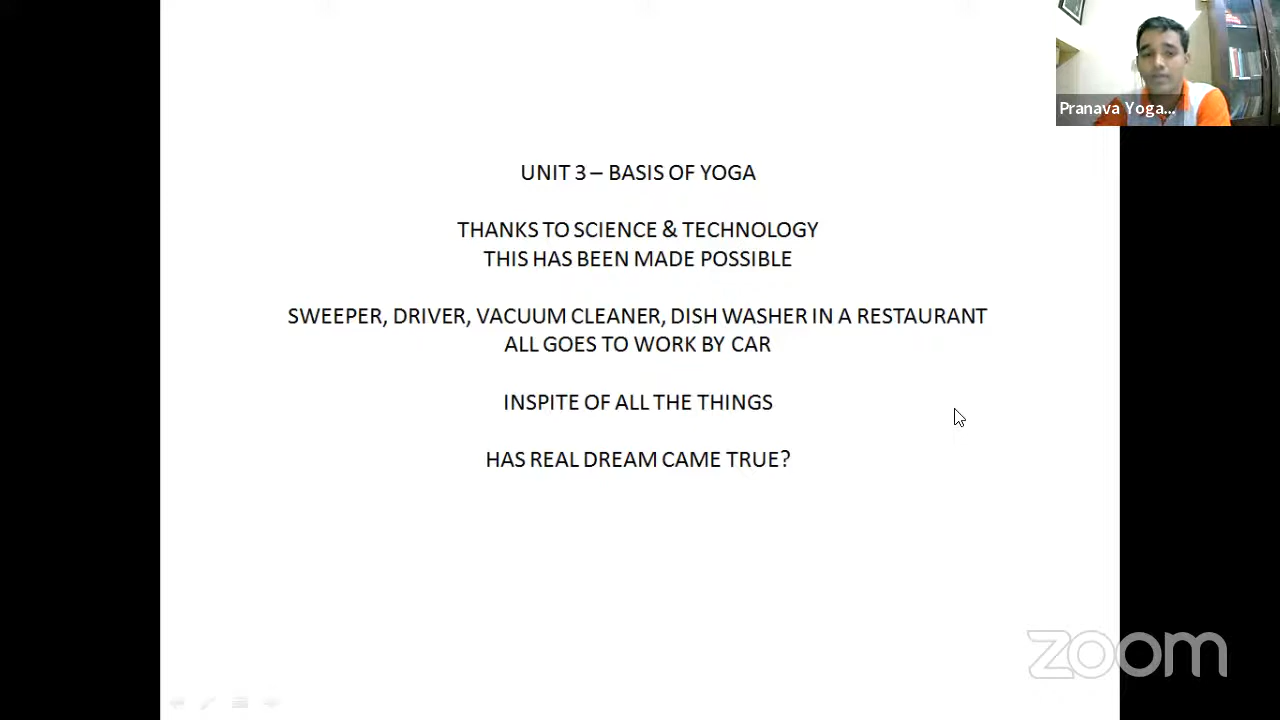 Pranava Yoga...
UNIT 3 – BASIS OF YOGA
THANKS TO SCIENCE & TECHNOLOGY
THIS HAS BEEN MADE POSSIBLE
SWEEPER, DRIVER, VACUUM CLEANER, DISH WASHER IN A RESTAURANT
ALL GOES TO WORK BY CAR
INSPITE OF ALL THE THINGS
HAS REAL DREAM CAME TRUE?
zoom